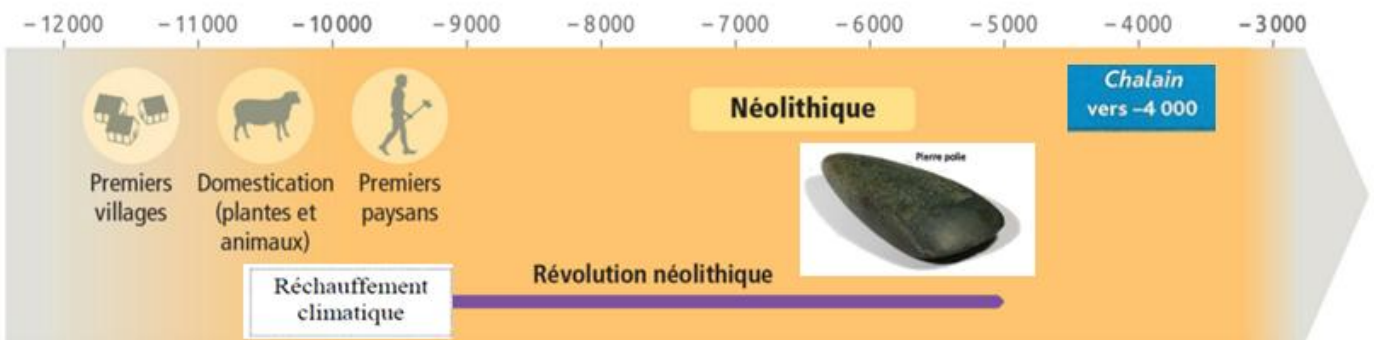 −12 000 −11 000 −10 000 −9 000 −8 000 −7 000 −6 000 −5 000 −4 000 −3 000
Chalain
vers −4 000
Néolithique
Pierre polie
Premiers
villages
Domestication
(plantes et
animaux)
Premiers
paysans
Révolution néolithique
Réchauffement
climatique